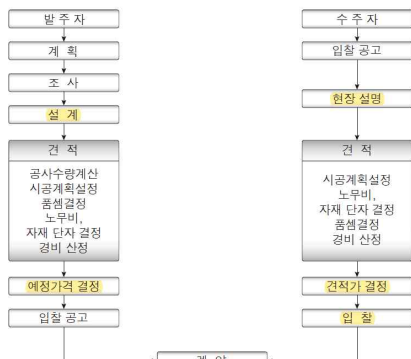 발 주 자
계 획
조 사
설 계
견 적
공사수량계산
시공계획설정
품셈결정
노무비,
자재 단자 결정
경비 산정
예정가격 결정
입찰 공고
수 주 자
입찰 공고
현장 설명
견 적
시공계획설정
노무비,
자재 단자 결정
품셈결정
경비 산정
견적가 결정
입 찰
계 약